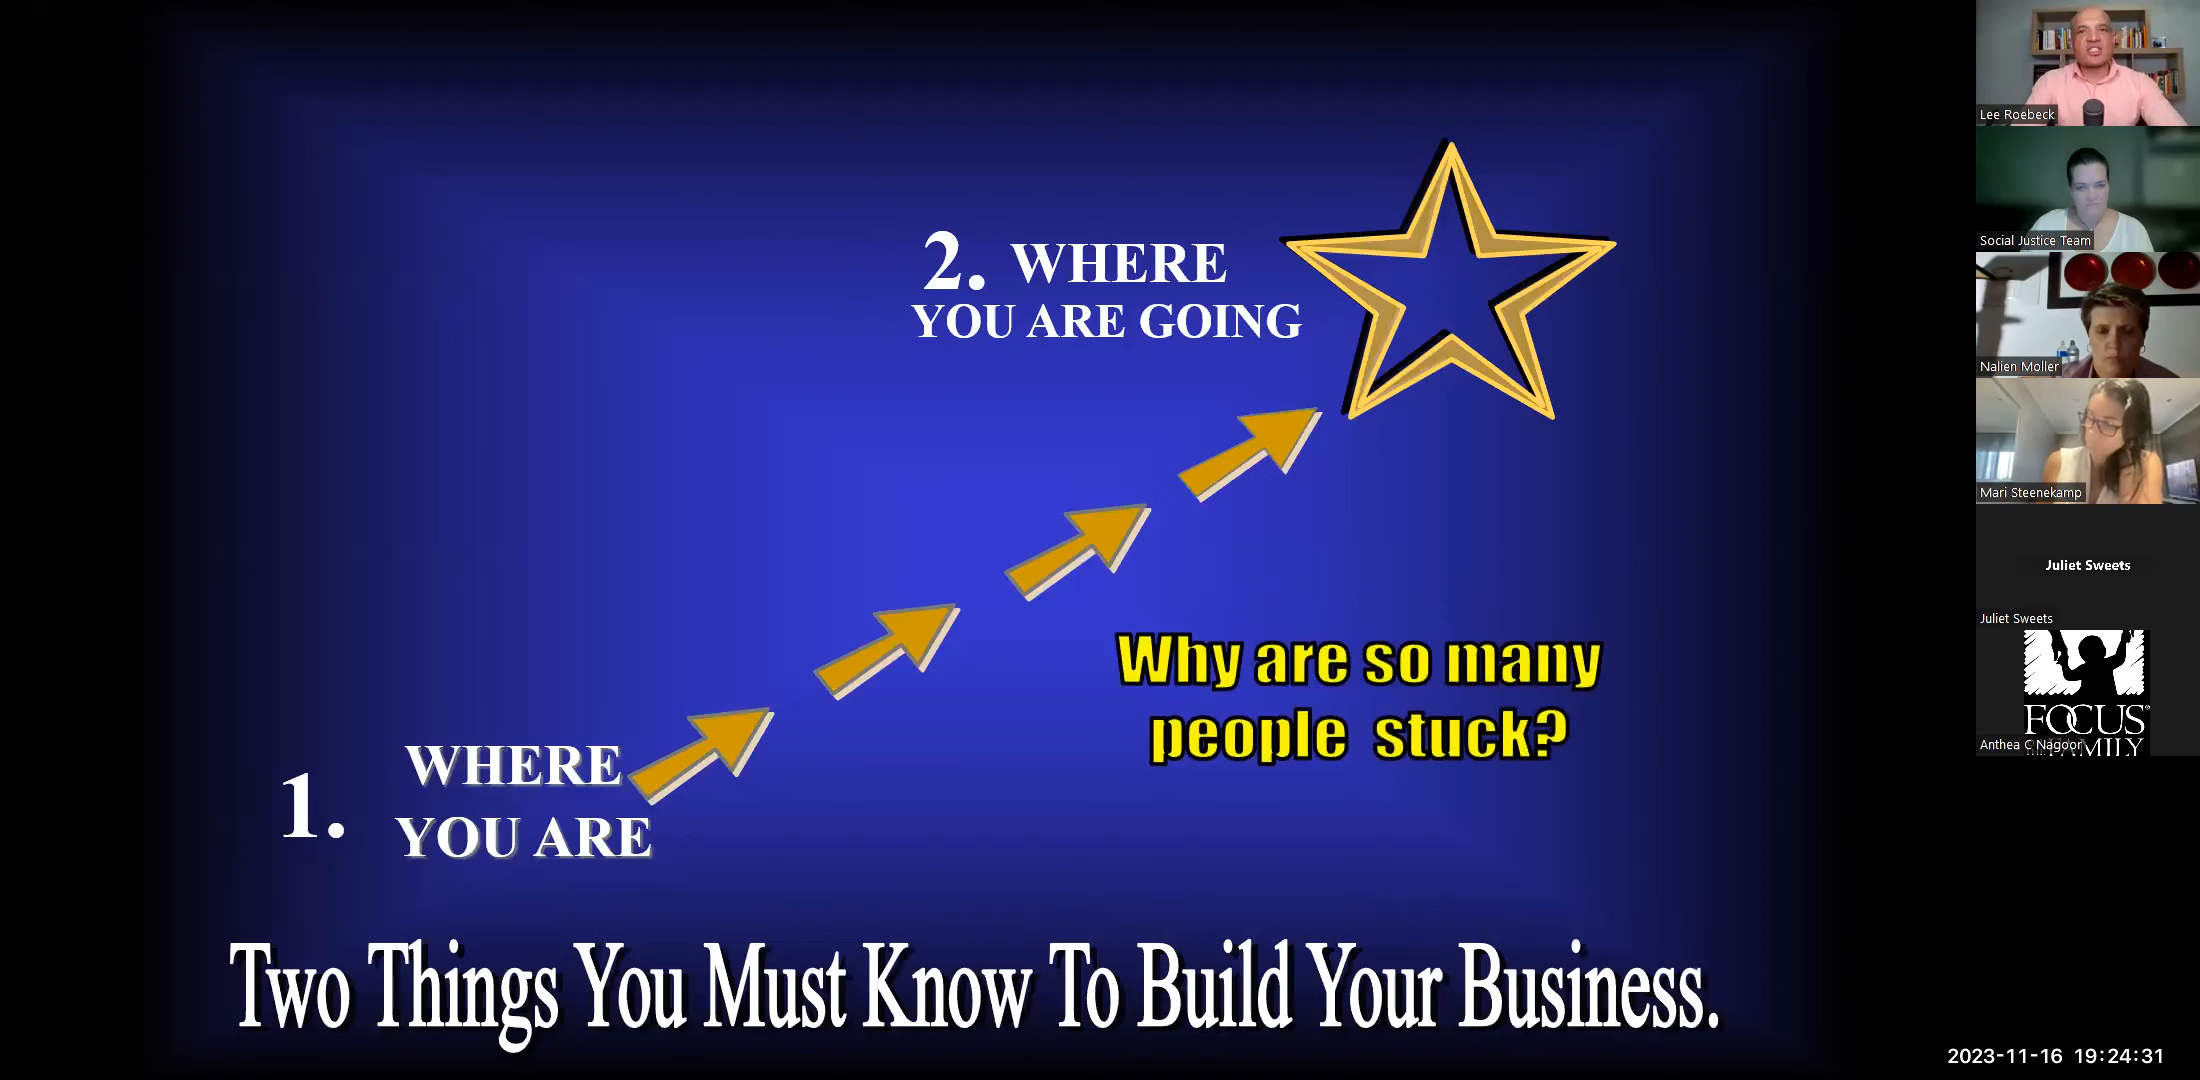 2. WHERE
YOU ARE GOING
Why are so many
people stuck?
1. WHERE
YOU ARE
Two Things You Must Know To Build Your Business.
Lee Roebeck
Social Justice Team
Nalien Moller
Mari Steenekamp
Juliet Sweets
Juliet Sweets
FOCUS
Anthea C Nagoor
FAMILY
2023-11-16 19:24:31